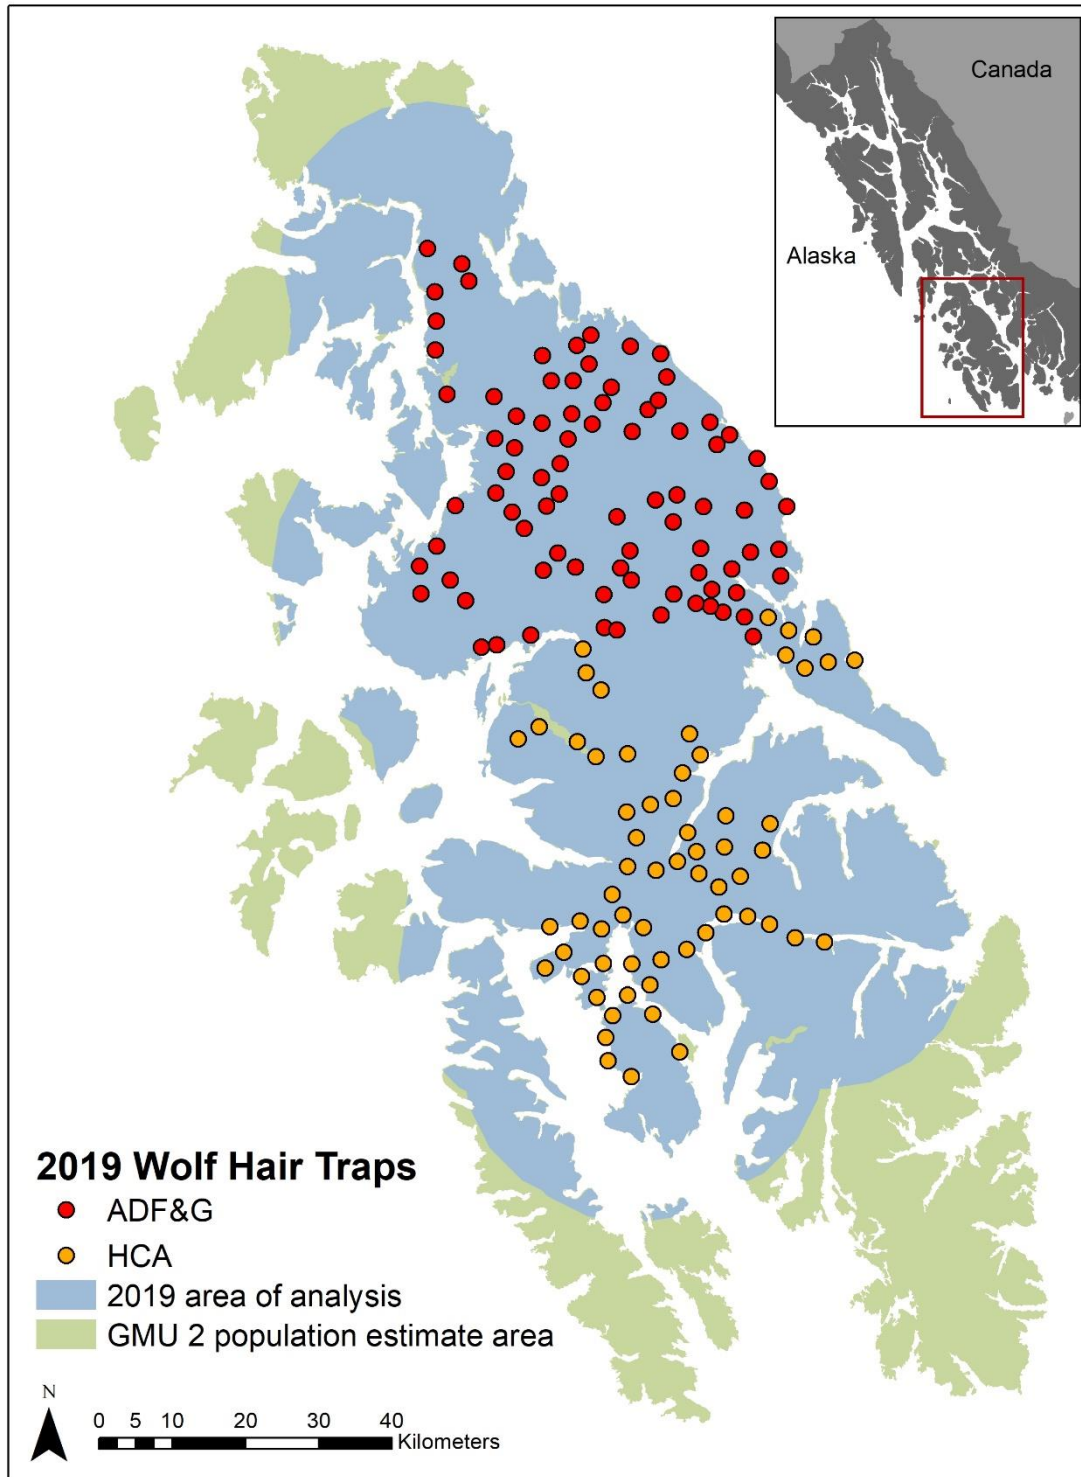 Canada
Alaska
2019 Wolf Hair Traps
ADF&G
HCA
2019 area of analysis
GMU 2 population estimate area
N
0 5 10 20 30 40
Kilometers